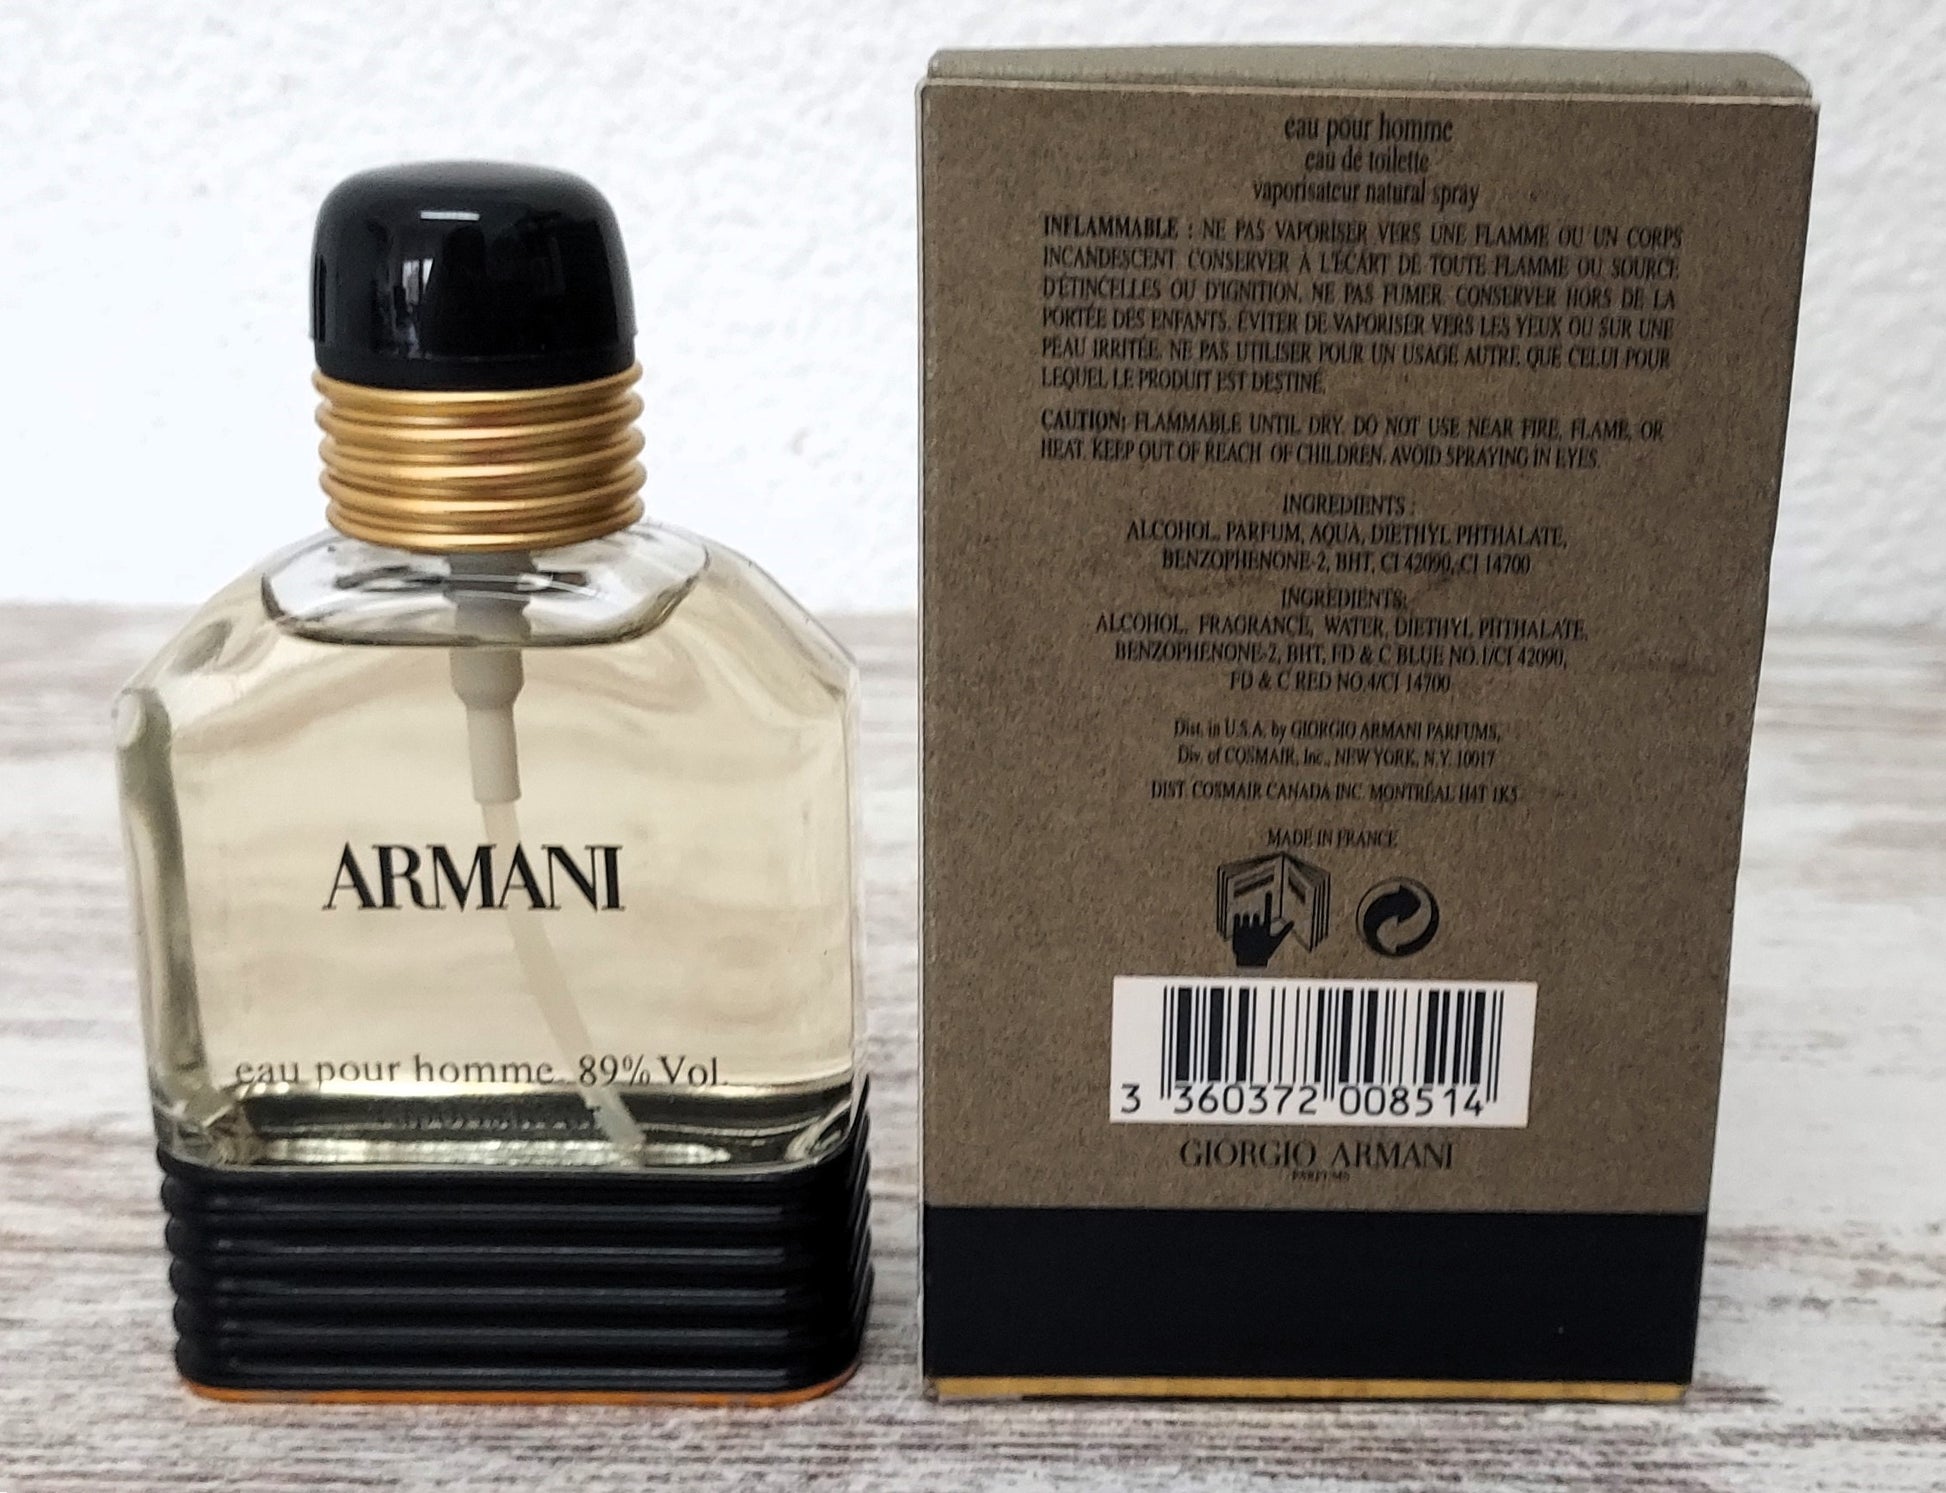 ARMANI
eau pour homme 89% Vol.
eau pour homme
eau de toilette
vaporisateur natural spray
INFLAMMABLE : NE PAS VAPORISER VERS UNE FLAMME OU UN CORPS
INCANDESCENT. CONSERVER À L'ÉCART DE TOUTE FLAMME OU SOURCE
D'ÉTINCELLES OU D'IGNITION. NE PAS FUMER. CONSERVER HORS DE LA
PORTÉE DES ENFANTS. ÉVITER DE VAPORISER VERS LES YEUX OU SUR UNE
PEAU IRRITÉE. NE PAS UTILISER POUR UN USAGE AUTRE QUE CELUI POUR
LEQUEL LE PRODUIT EST DESTINÉ.
CAUTION: FLAMMABLE UNTIL DRY. DO NOT USE NEAR FIRE, FLAME, OR
HEAT. KEEP OUT OF REACH OF CHILDREN. AVOID SPRAYING IN EYES.
INGREDIENTS :
ALCOHOL, PARFUM, AQUA, DIETHYL PHTHALATE,
BENZOPHENONE-2, BHT, CI 42090, CI 14700
INGREDIENTS:
ALCOHOL, FRAGRANCE, WATER, DIETHYL PHTHALATE,
BENZOPHENONE-2, BHT, FD & C BLUE NO.1/CI 42090,
FD & C RED NO.4/CI 14700
Dist. in U.S.A. by GIORGIO ARMANI PARFUMS,
Div. of COSMAIR, Inc., NEW YORK, N.Y. 10017
DIST. COSMAIR CANADA INC. MONTRÉAL H4T 1K5
MADE IN FRANCE
3 360372 008514
GIORGIO ARMANI
PARFUMS